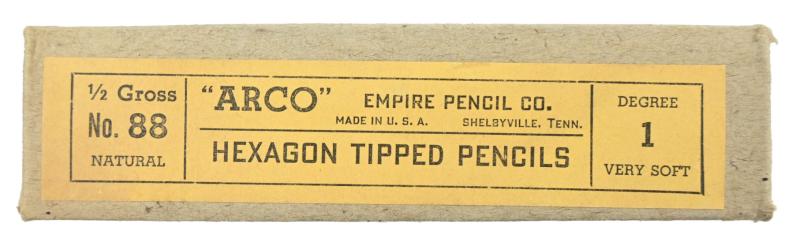 ½ Gross
No. 88
NATURAL
"ARCO" EMPIRE PENCIL CO.
MADE IN U. S. A. SHELBYVILLE, TENN.
HEXAGON TIPPED PENCILS
DEGREE
1
VERY SOFT